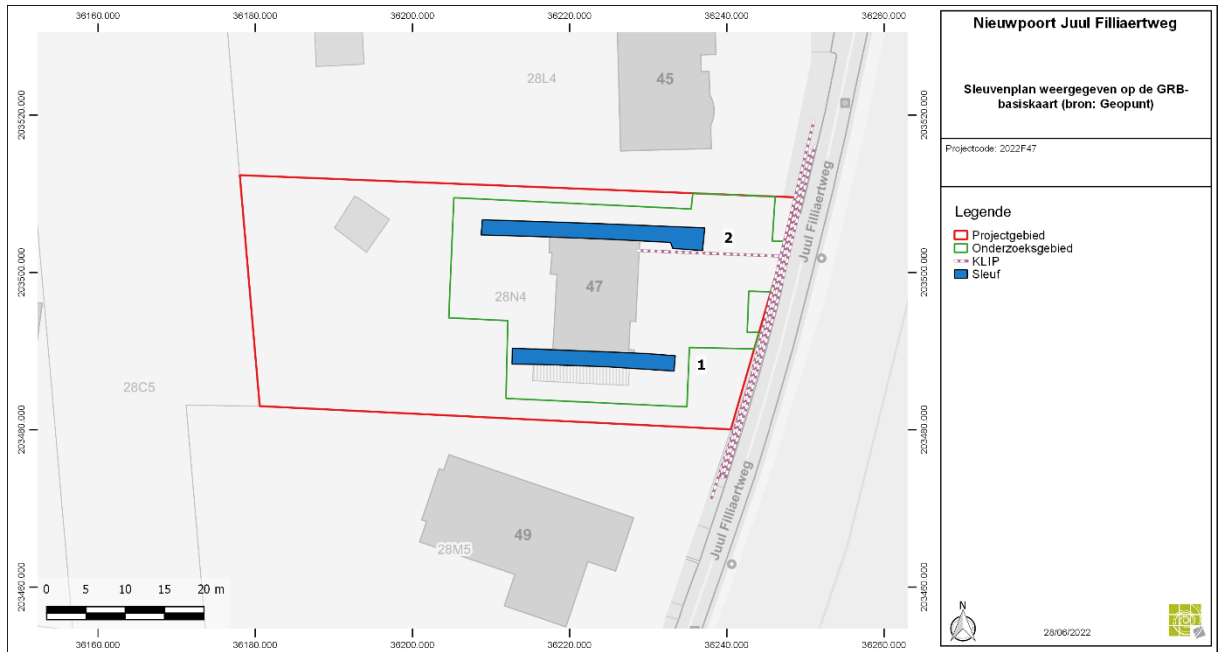 36160.000 36180.000 36200.000 36220.000 36240.000 36260.000
Nieuwpoort Juul Filliaertweg
Sleuvenplan weergegeven op de GRB-
basiskaart (bron: Geopunt)
Projectcode: 2022F47
Legende
Projectgebied
Onderzoeksgebied
KLIP
Sleuf
28L4
45
203520.000
203520.000
Juul Filliaertweg
2
203500.000
203500.000
47
28N4
1
28C5
203480.000
203480.000
49
28M5
Juul Filliaertweg
203460.000
203460.000
0 5 10 15 20 m
N
28/06/2022
36160.000 36180.000 36200.000 36220.000 36240.000 36260.000